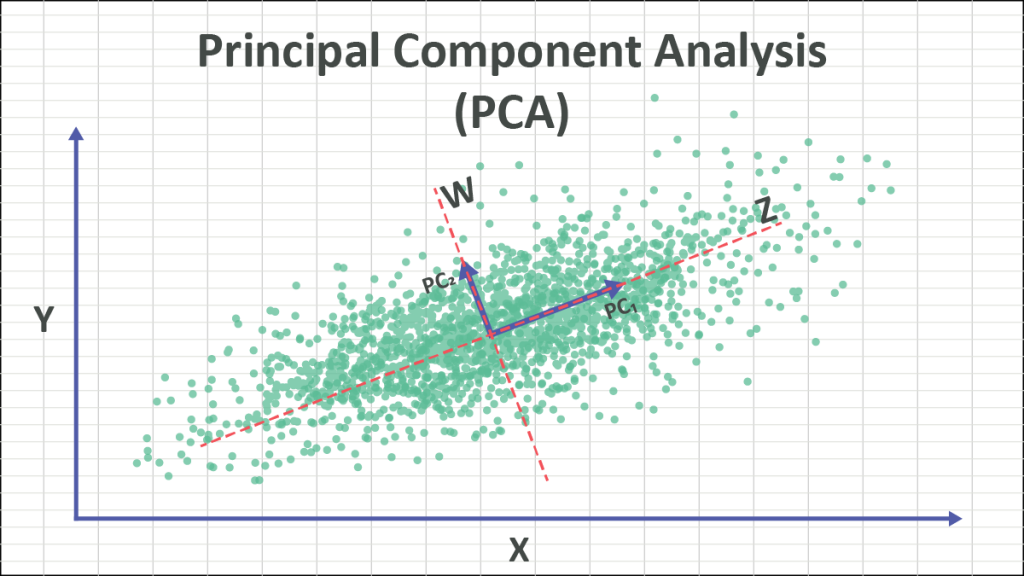 Principal Component Analysis
(PCA)
W
Z
PC₂
PC₁
Y
X